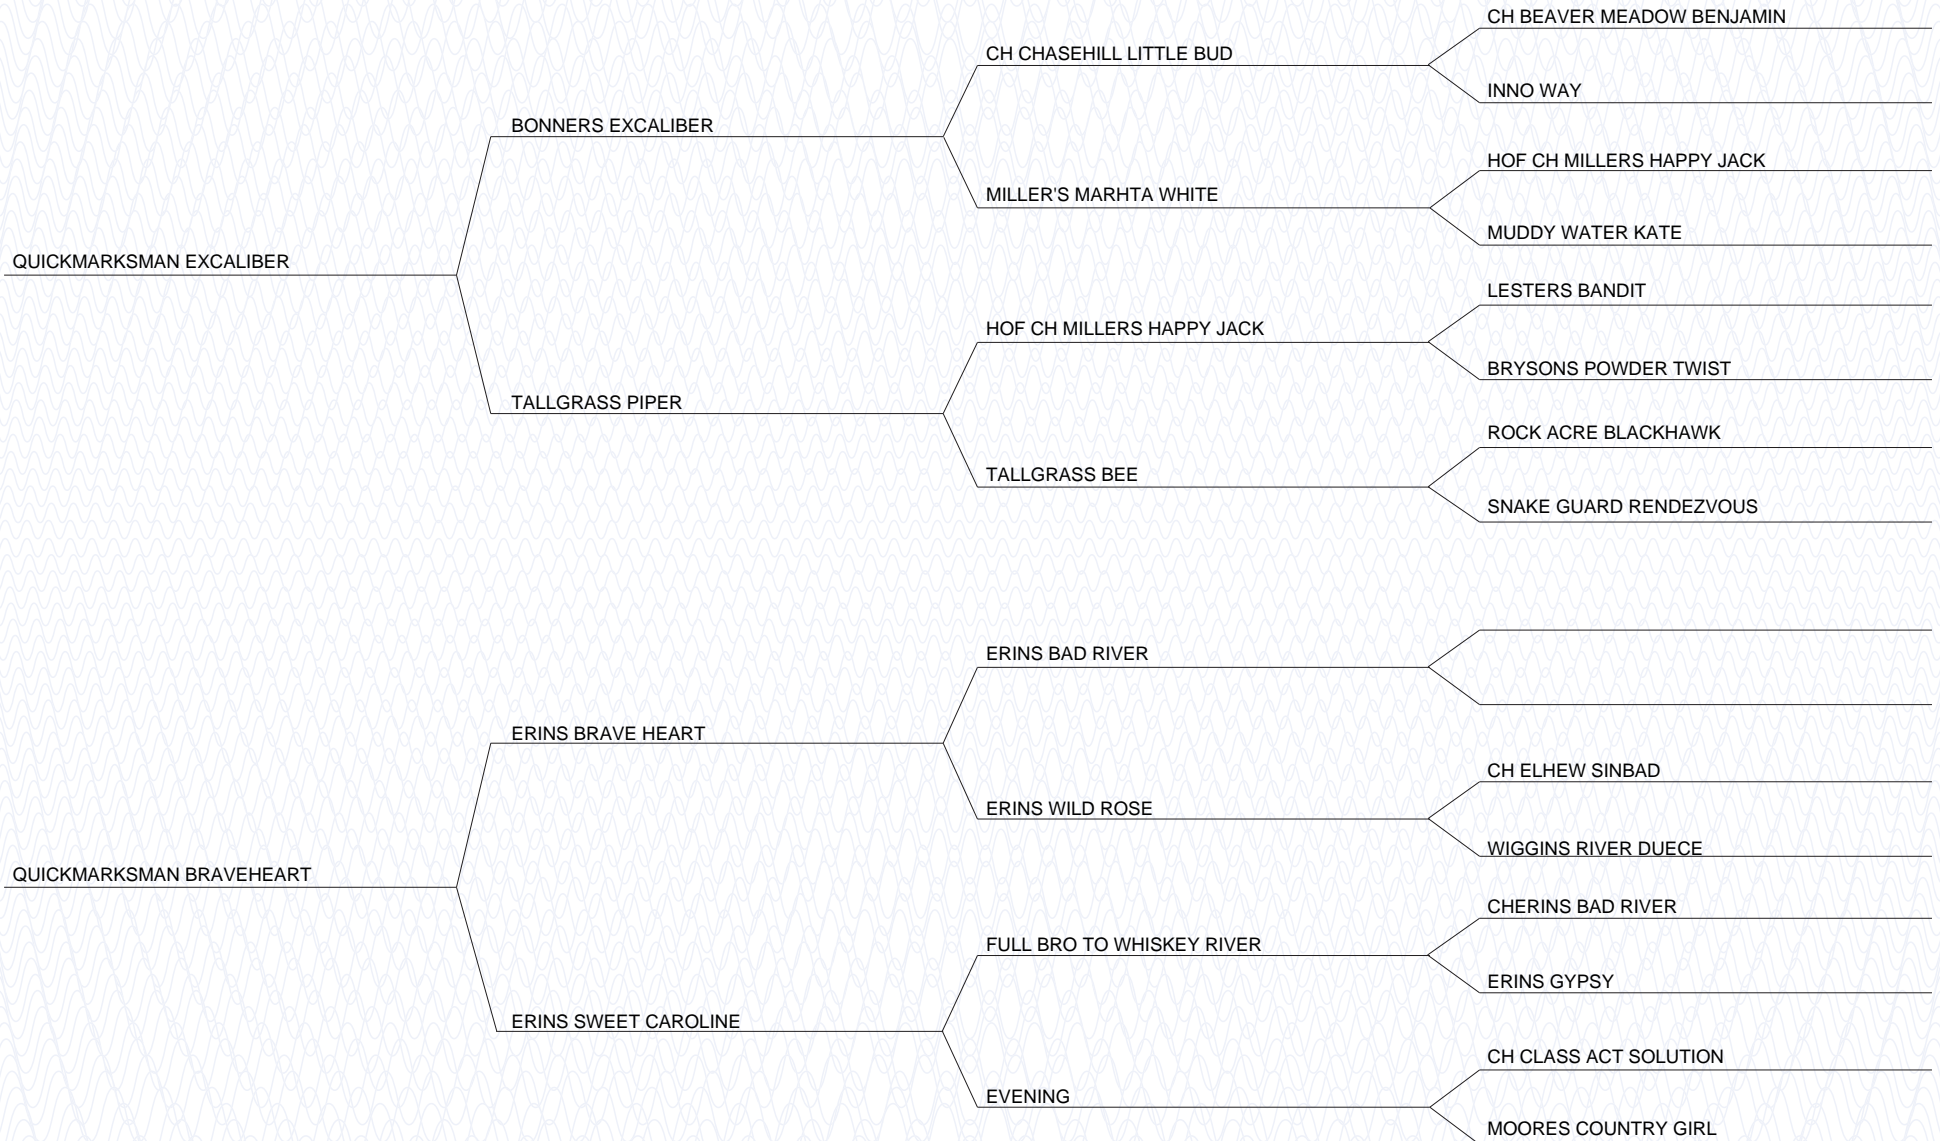 CH BEAVER MEADOW BENJAMIN
CH CHASEHILL LITTLE BUD
INNO WAY
BONNERS EXCALIBER
HOF CH MILLERS HAPPY JACK
MILLER'S MARHTA WHITE
MUDDY WATER KATE
QUICKMARKSMAN EXCALIBER
LESTERS BANDIT
HOF CH MILLERS HAPPY JACK
BRYSONS POWDER TWIST
TALLGRASS PIPER
ROCK ACRE BLACKHAWK
TALLGRASS BEE
SNAKE GUARD RENDEZVOUS
ERINS BAD RIVER
ERINS BRAVE HEART
CH ELHEW SINBAD
ERINS WILD ROSE
WIGGINS RIVER DUECE
QUICKMARKSMAN BRAVEHEART
CHERINS BAD RIVER
FULL BRO TO WHISKEY RIVER
ERINS GYPSY
ERINS SWEET CAROLINE
CH CLASS ACT SOLUTION
EVENING
MOORES COUNTRY GIRL